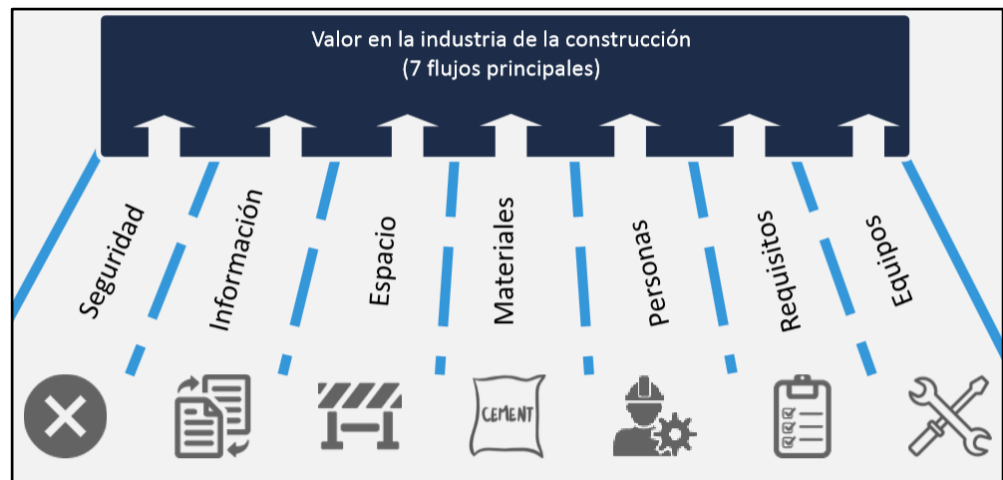 Valor en la industria de la construcción
(7 flujos principales)
Seguridad
Información
Espacio
Materiales
Personas
Requisitos
Equipos
CEMENT